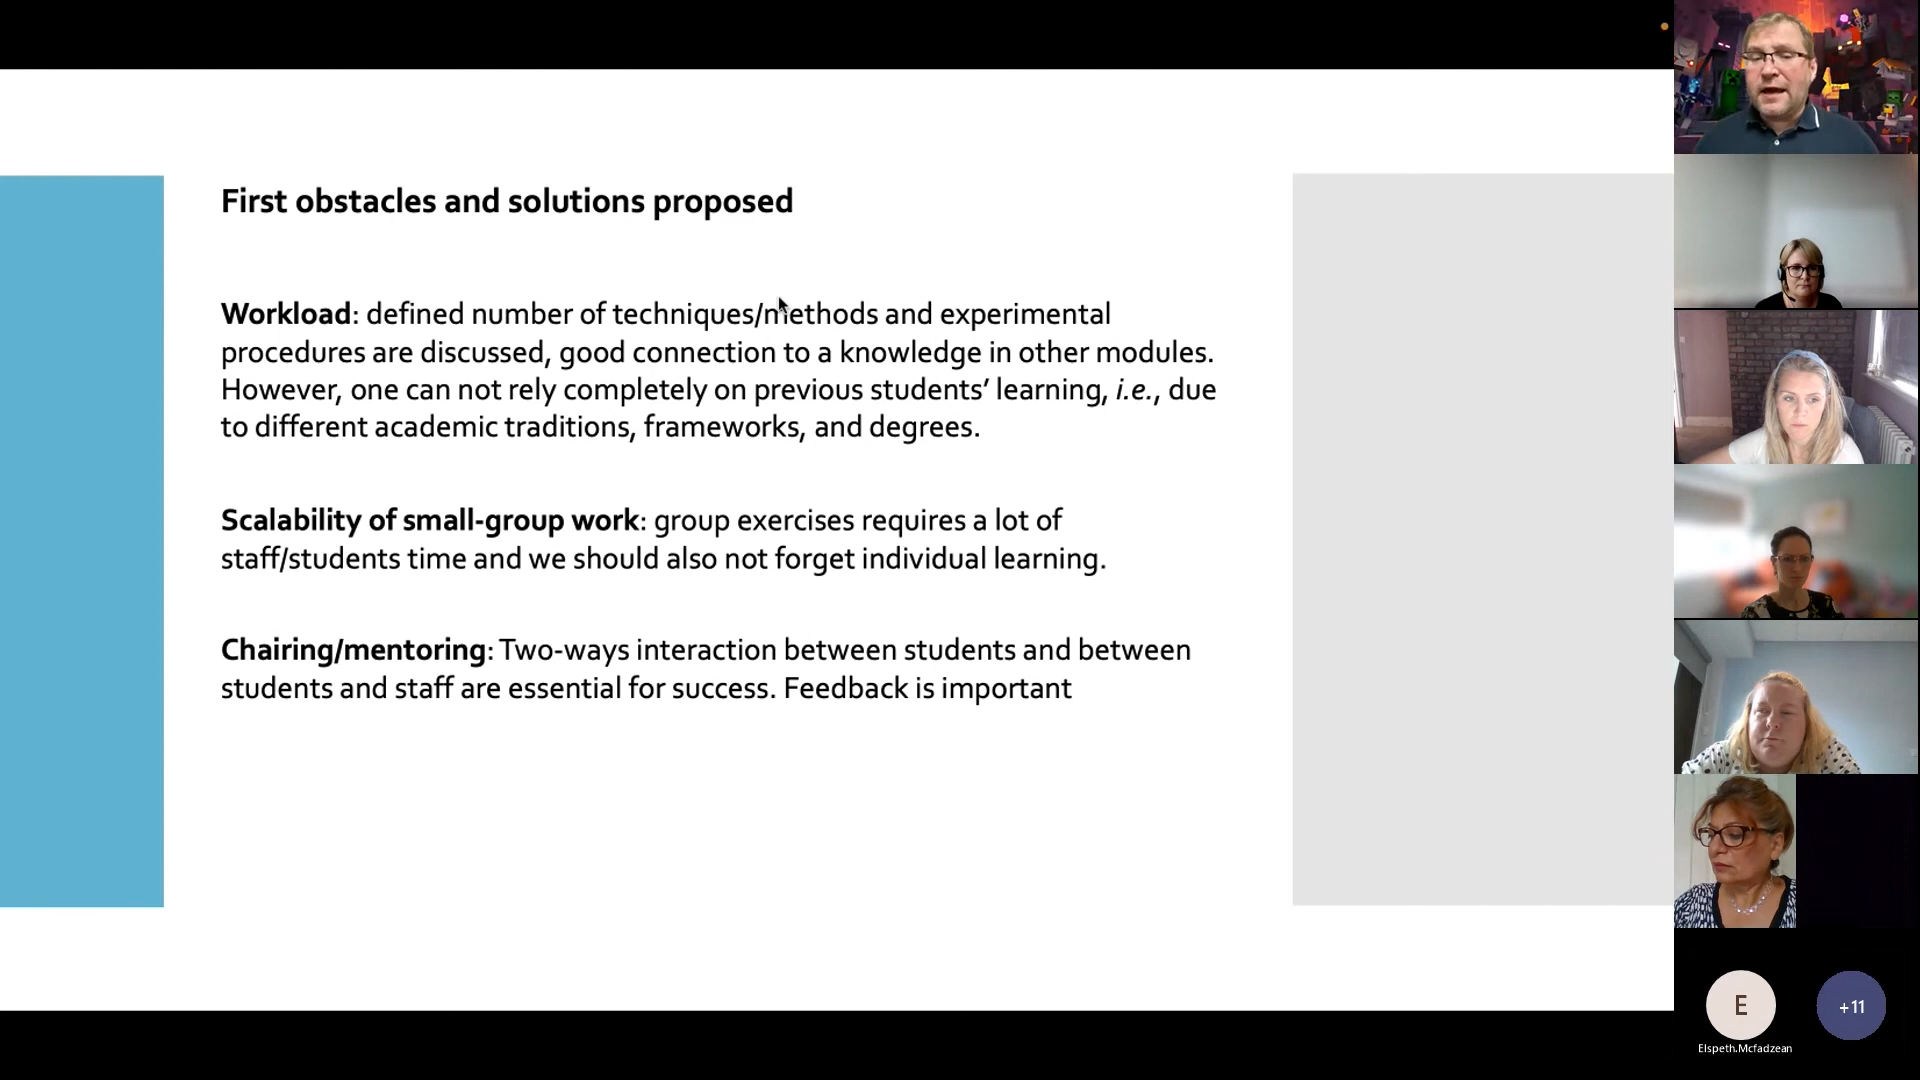 First obstacles and solutions proposed
Workload: defined number of techniques/methods and experimental
procedures are discussed, good connection to a knowledge in other modules.
However, one can not rely completely on previous students’ learning, i.e., due
to different academic traditions, frameworks, and degrees.
Scalability of small-group work: group exercises requires a lot of
staff/students time and we should also not forget individual learning.
Chairing/mentoring: Two-ways interaction between students and between
students and staff are essential for success. Feedback is important
E
+11
Elspeth.Mcfadzean